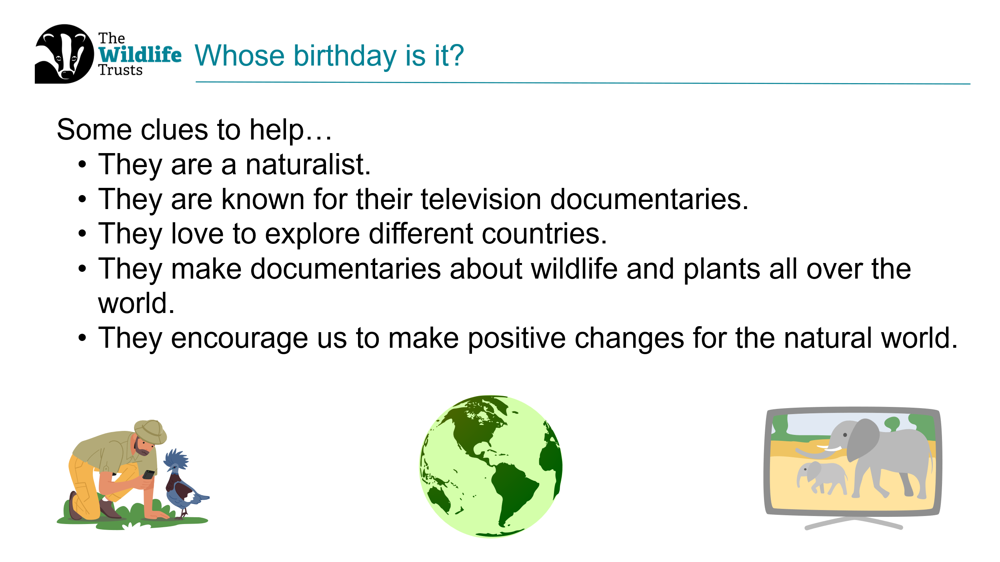 The
Wildlife
Trusts
Whose birthday is it?
Some clues to help…
• They are a naturalist.
• They are known for their television documentaries.
• They love to explore different countries.
• They make documentaries about wildlife and plants all over the
world.
• They encourage us to make positive changes for the natural world.